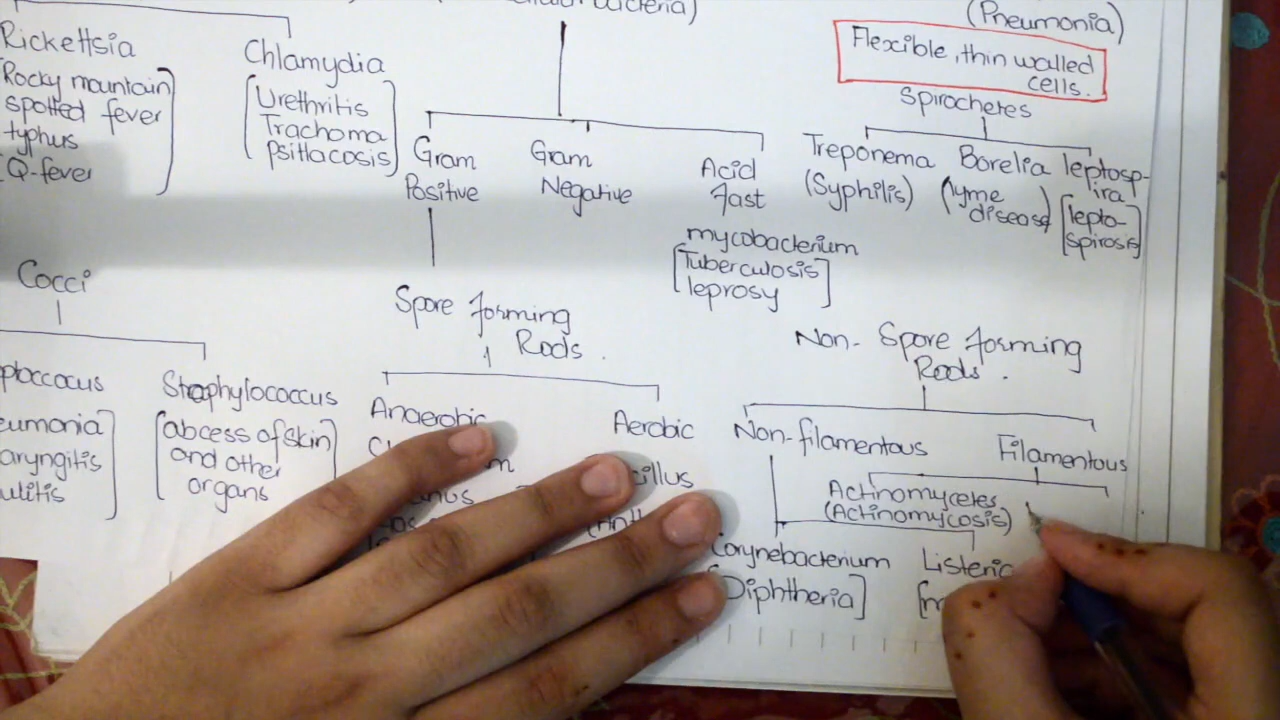 (Pneumonia)
Flexible, thin walled
cells.
Spirochetes
Treponema
(Syphilis)
Borelia
(lyme
disease)
leptosp-
ira
[lepto-
spirosis]
Rickettsia
[Rocky mountain
spotted fever
typhus
Q-fever]
Chlamydia
[Urethritis
Trachoma
Psittacosis]
Gram
Positive
Gram
Negative
Acid
fast
mycobacterium
[Tuberculosis
leprosy]
Cocci
Staphylococcus
[abcess of skin
and other
organs]
Spore forming
Rods.
Anaerobic
Aerobic
Non- Spore forming
Rods.
Non-filamentous
Filamentous
Actinomycetes
(Actinomycosis)
Corynebacterium
[Diphtheria]